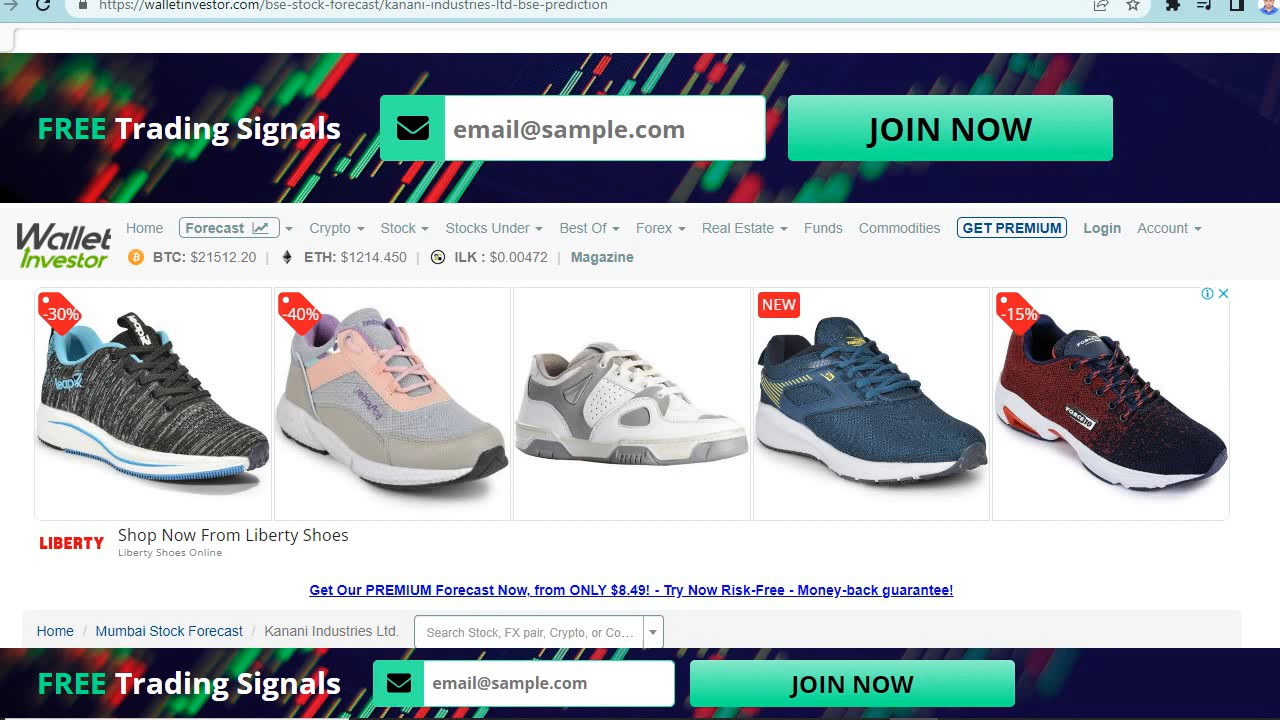 https://walletinvestor.com/bse-stock-forecast/kanani-industries-ltd-bse-prediction
FREE Trading Signals
email@sample.com
JOIN NOW
Wallet Investor
Home Forecast Crypto Stock Stocks Under Best Of Forex Real Estate Funds Commodities GET PREMIUM Login Account
BTC: $21512.20 | ETH: $1214.450 | ILK : $0.00472 | Magazine
-30%
-40%
NEW
-15%
leap7X
FORCE 10
LIBERTY
Shop Now From Liberty Shoes
Liberty Shoes Online
Get Our PREMIUM Forecast Now, from ONLY $8.49! - Try Now Risk-Free - Money-back guarantee!
Home / Mumbai Stock Forecast / Kanani Industries Ltd.
Search Stock, FX pair, Crypto, or Co...
FREE Trading Signals
email@sample.com
JOIN NOW